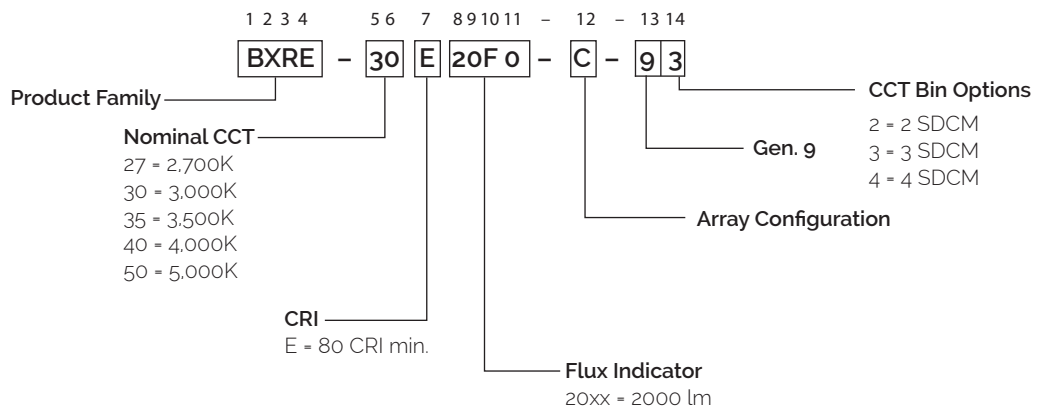 1 2 3 4 5 6 7 8 9 10 11 – 12 – 13 14
BXRE – 30 E 20F 0 – C – 9 3
Product Family
Nominal CCT
27 = 2,700K
30 = 3,000K
35 = 3,500K
40 = 4,000K
50 = 5,000K
CRI
E = 80 CRI min.
Flux Indicator
20xx = 2000 lm
Array Configuration
Gen. 9
CCT Bin Options
2 = 2 SDCM
3 = 3 SDCM
4 = 4 SDCM